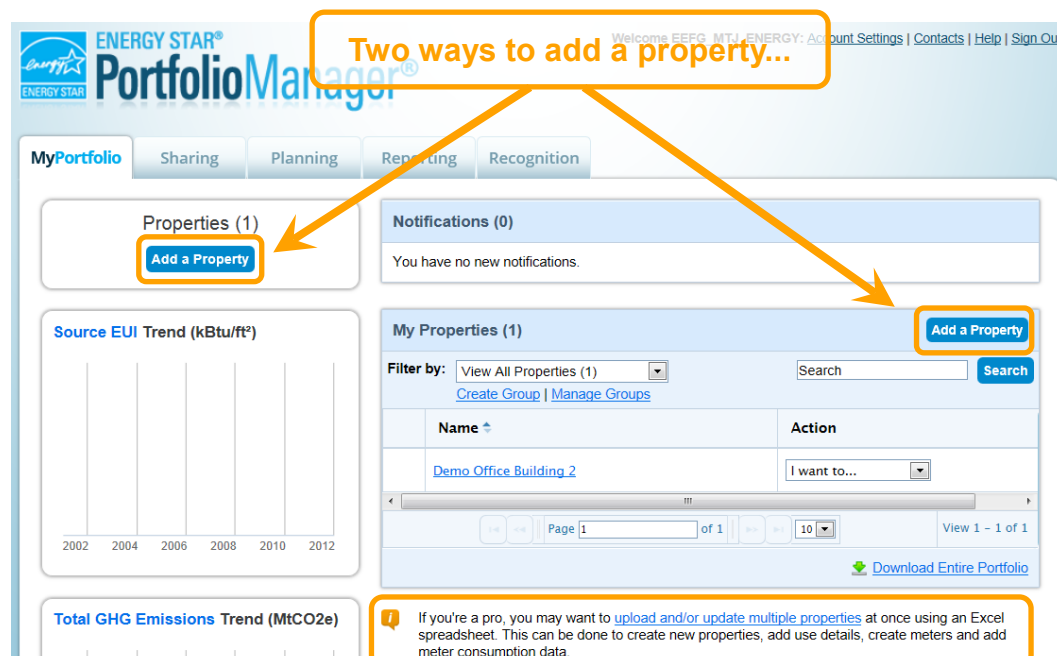 ENERGY STAR®
PortfolioManager®
energy
ENERGY STAR
Two ways to add a property...
Welcome EEFG_MTJ_ENERGY: Account Settings | Contacts | Help | Sign Ou
MyPortfolio
Sharing
Planning
Reporting
Recognition
Properties (1)
Add a Property
Notifications (0)
You have no new notifications.
Source EUI Trend (kBtu/ft²)
2002 2004 2006 2008 2010 2012
My Properties (1)
Add a Property
Filter by: View All Properties (1)
Search
Search
Create Group | Manage Groups
Name
Action
Demo Office Building 2
I want to...
Page 1 of 1
10
View 1 – 1 of 1
Download Entire Portfolio
Total GHG Emissions Trend (MtCO2e)
If you're a pro, you may want to upload and/or update multiple properties at once using an Excel
spreadsheet. This can be done to create new properties, add use details, create meters and add
meter consumption data.